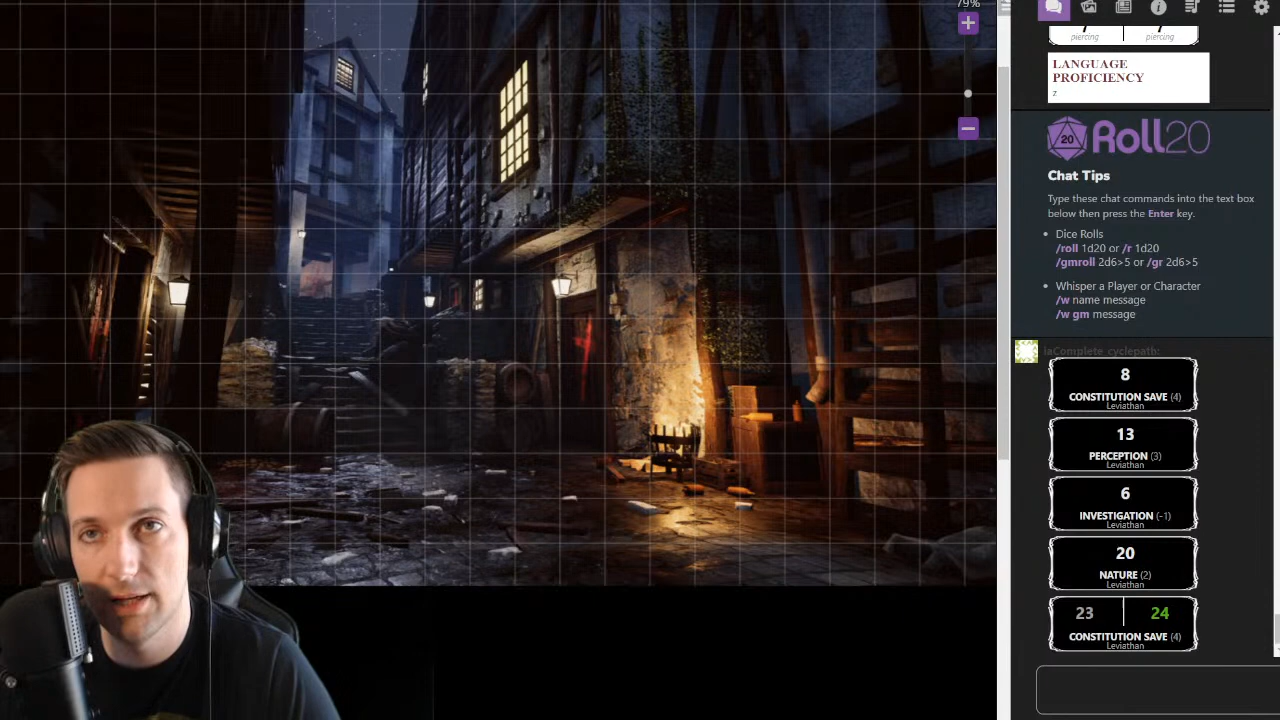 79%
+
−
7 7
piercing piercing
LANGUAGE
PROFICIENCY
z
20 Roll20
Chat Tips
Type these chat commands into the text box
below then press the Enter key.
• Dice Rolls
/roll 1d20 or /r 1d20
/gmroll 2d6>5 or /gr 2d6>5
• Whisper a Player or Character
/w name message
/w gm message
8
CONSTITUTION SAVE (4)
Leviathan
13
PERCEPTION (3)
Leviathan
6
INVESTIGATION (-1)
Leviathan
20
NATURE (2)
Leviathan
23 24
CONSTITUTION SAVE (4)
Leviathan